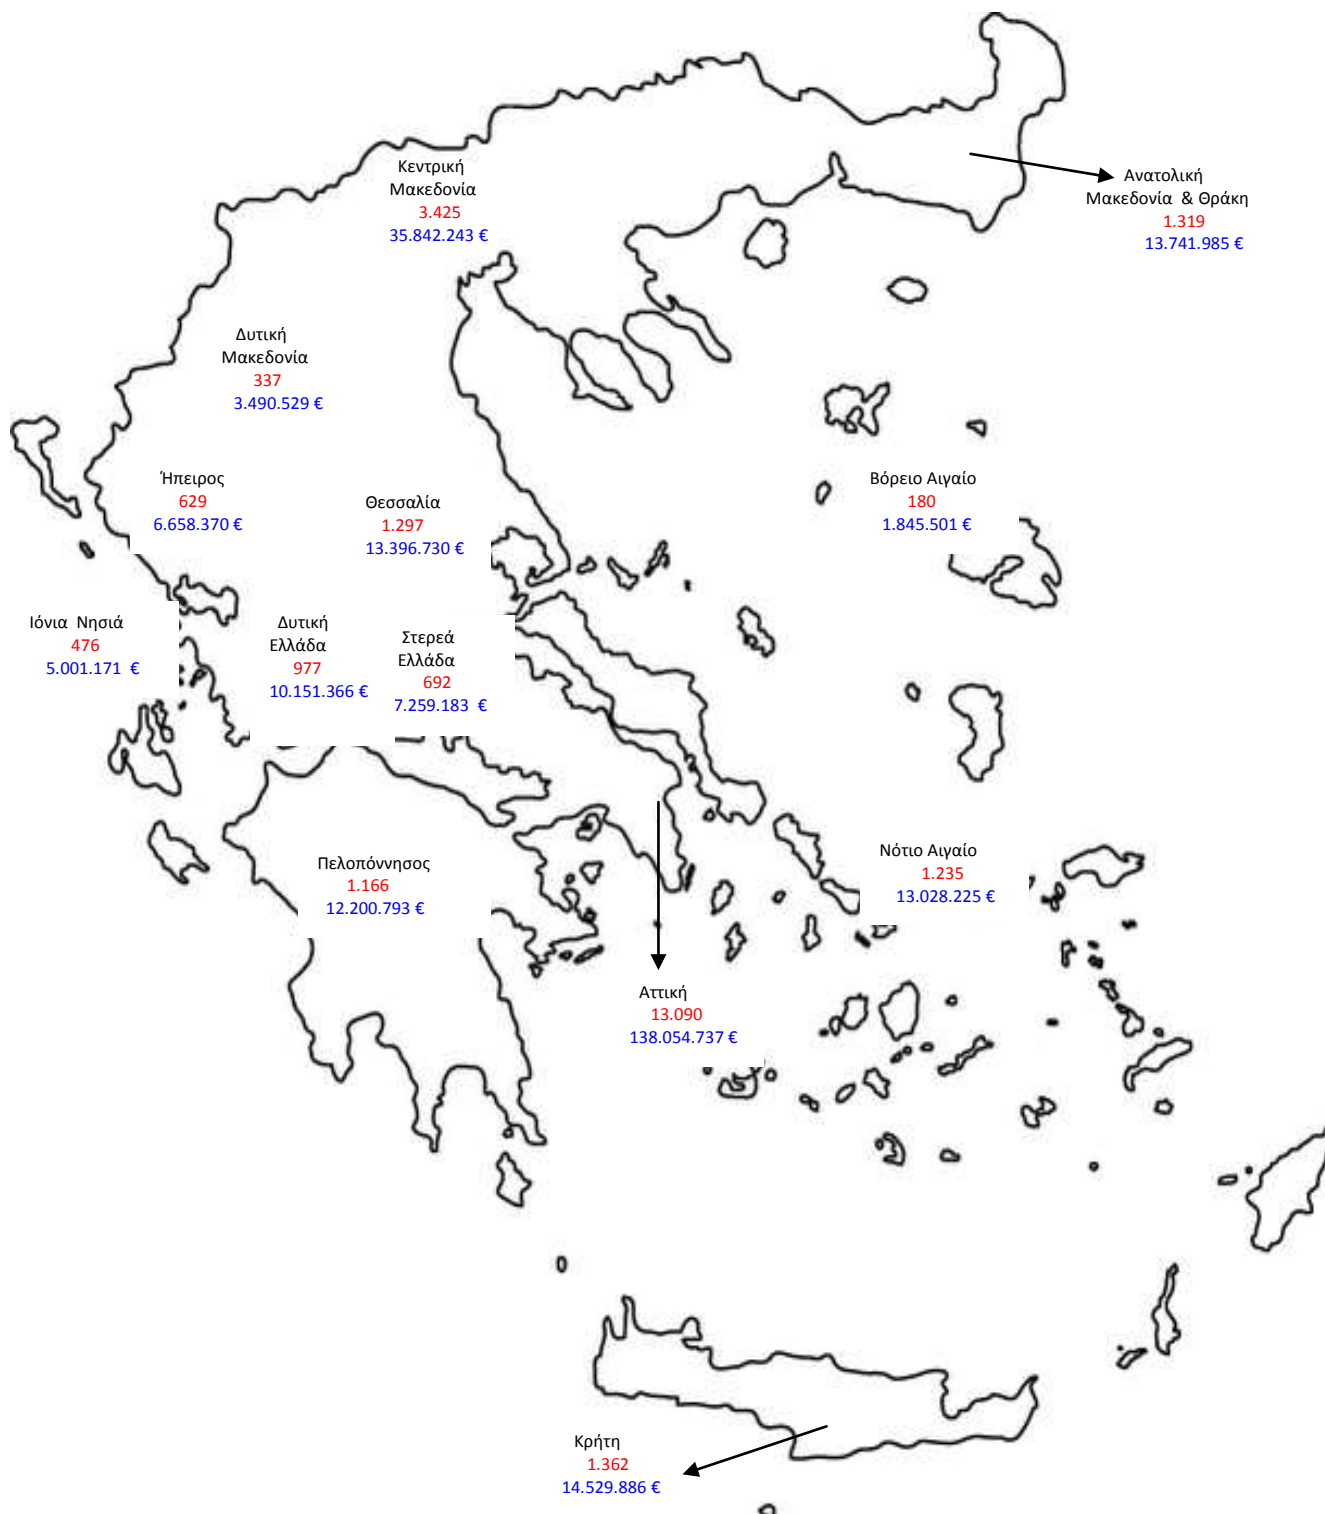 Κεντρική
Μακεδονία
3.425
35.842.243 €
Ανατολική
Μακεδονία & Θράκη
1.319
13.741.985 €
Δυτική
Μακεδονία
337
3.490.529 €
Ήπειρος
629
6.658.370 €
Θεσσαλία
1.297
13.396.730 €
Βόρειο Αιγαίο
180
1.845.501 €
Ιόνια Νησιά
476
5.001.171 €
Δυτική
Ελλάδα
977
10.151.366 €
Στερεά
Ελλάδα
692
7.259.183 €
Πελοπόννησος
1.166
12.200.793 €
Νότιο Αιγαίο
1.235
13.028.225 €
Αττική
13.090
138.054.737 €
Κρήτη
1.362
14.529.886 €